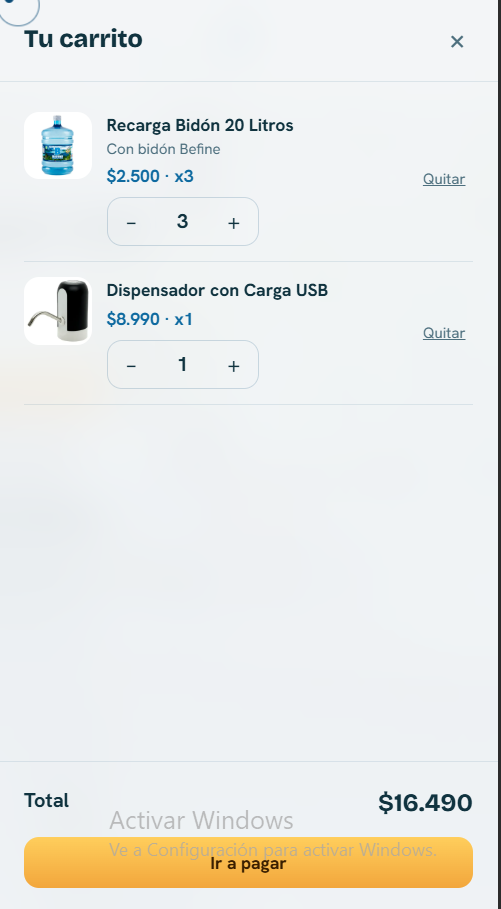 Tu carrito
×
Recarga Bidón 20 Litros
Con bidón Befine
$2.500 · x3
Quitar
− 3 +
Dispensador con Carga USB
$8.990 · x1
Quitar
− 1 +
Total
$16.490
Activar Windows
Ve a Configuración para activar Windows.
Ir a pagar